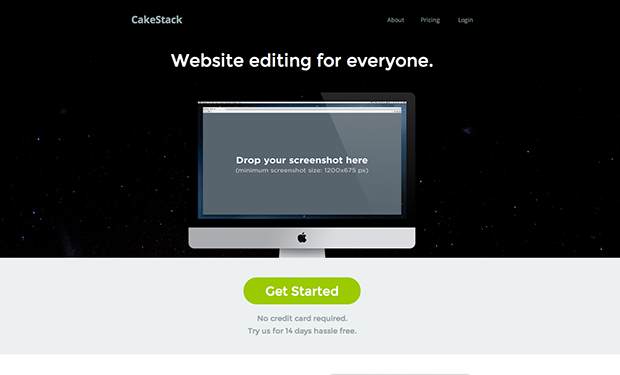 CakeStack
About Pricing Login
Website editing for everyone.
Drop your screenshot here
(minimum screenshot size: 1200x675 px)
Get Started
No credit card required.
Try us for 14 days hassle free.